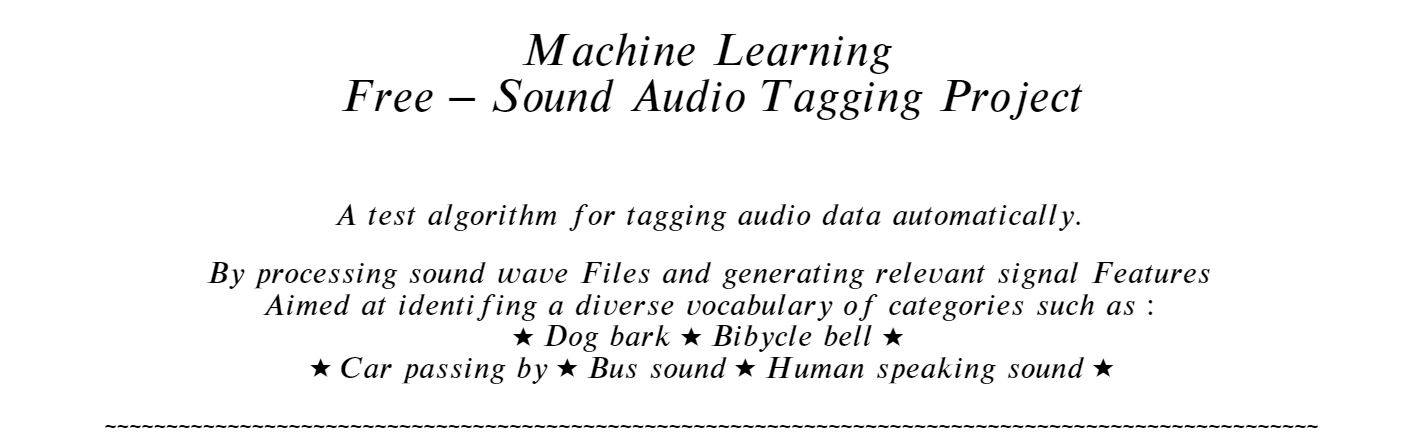 Machine Learning
Free – Sound Audio Tagging Project
A test algorithm for tagging audio data automatically.
By processing sound wave Files and generating relevant signal Features
Aimed at identifing a diverse vocabulary of categories such as :
★ Dog bark ★ Bibycle bell ★
★ Car passing by ★ Bus sound ★ Human speaking sound ★
~~~~~~~~~~~~~~~~~~~~~~~~~~~~~~~~~~~~~~~~~~~~~~~~~~~~~~~~~~~~~~~~~~~~~~~~~~~~~~~~~~~~~~~~~~~~~~~~~~~~~